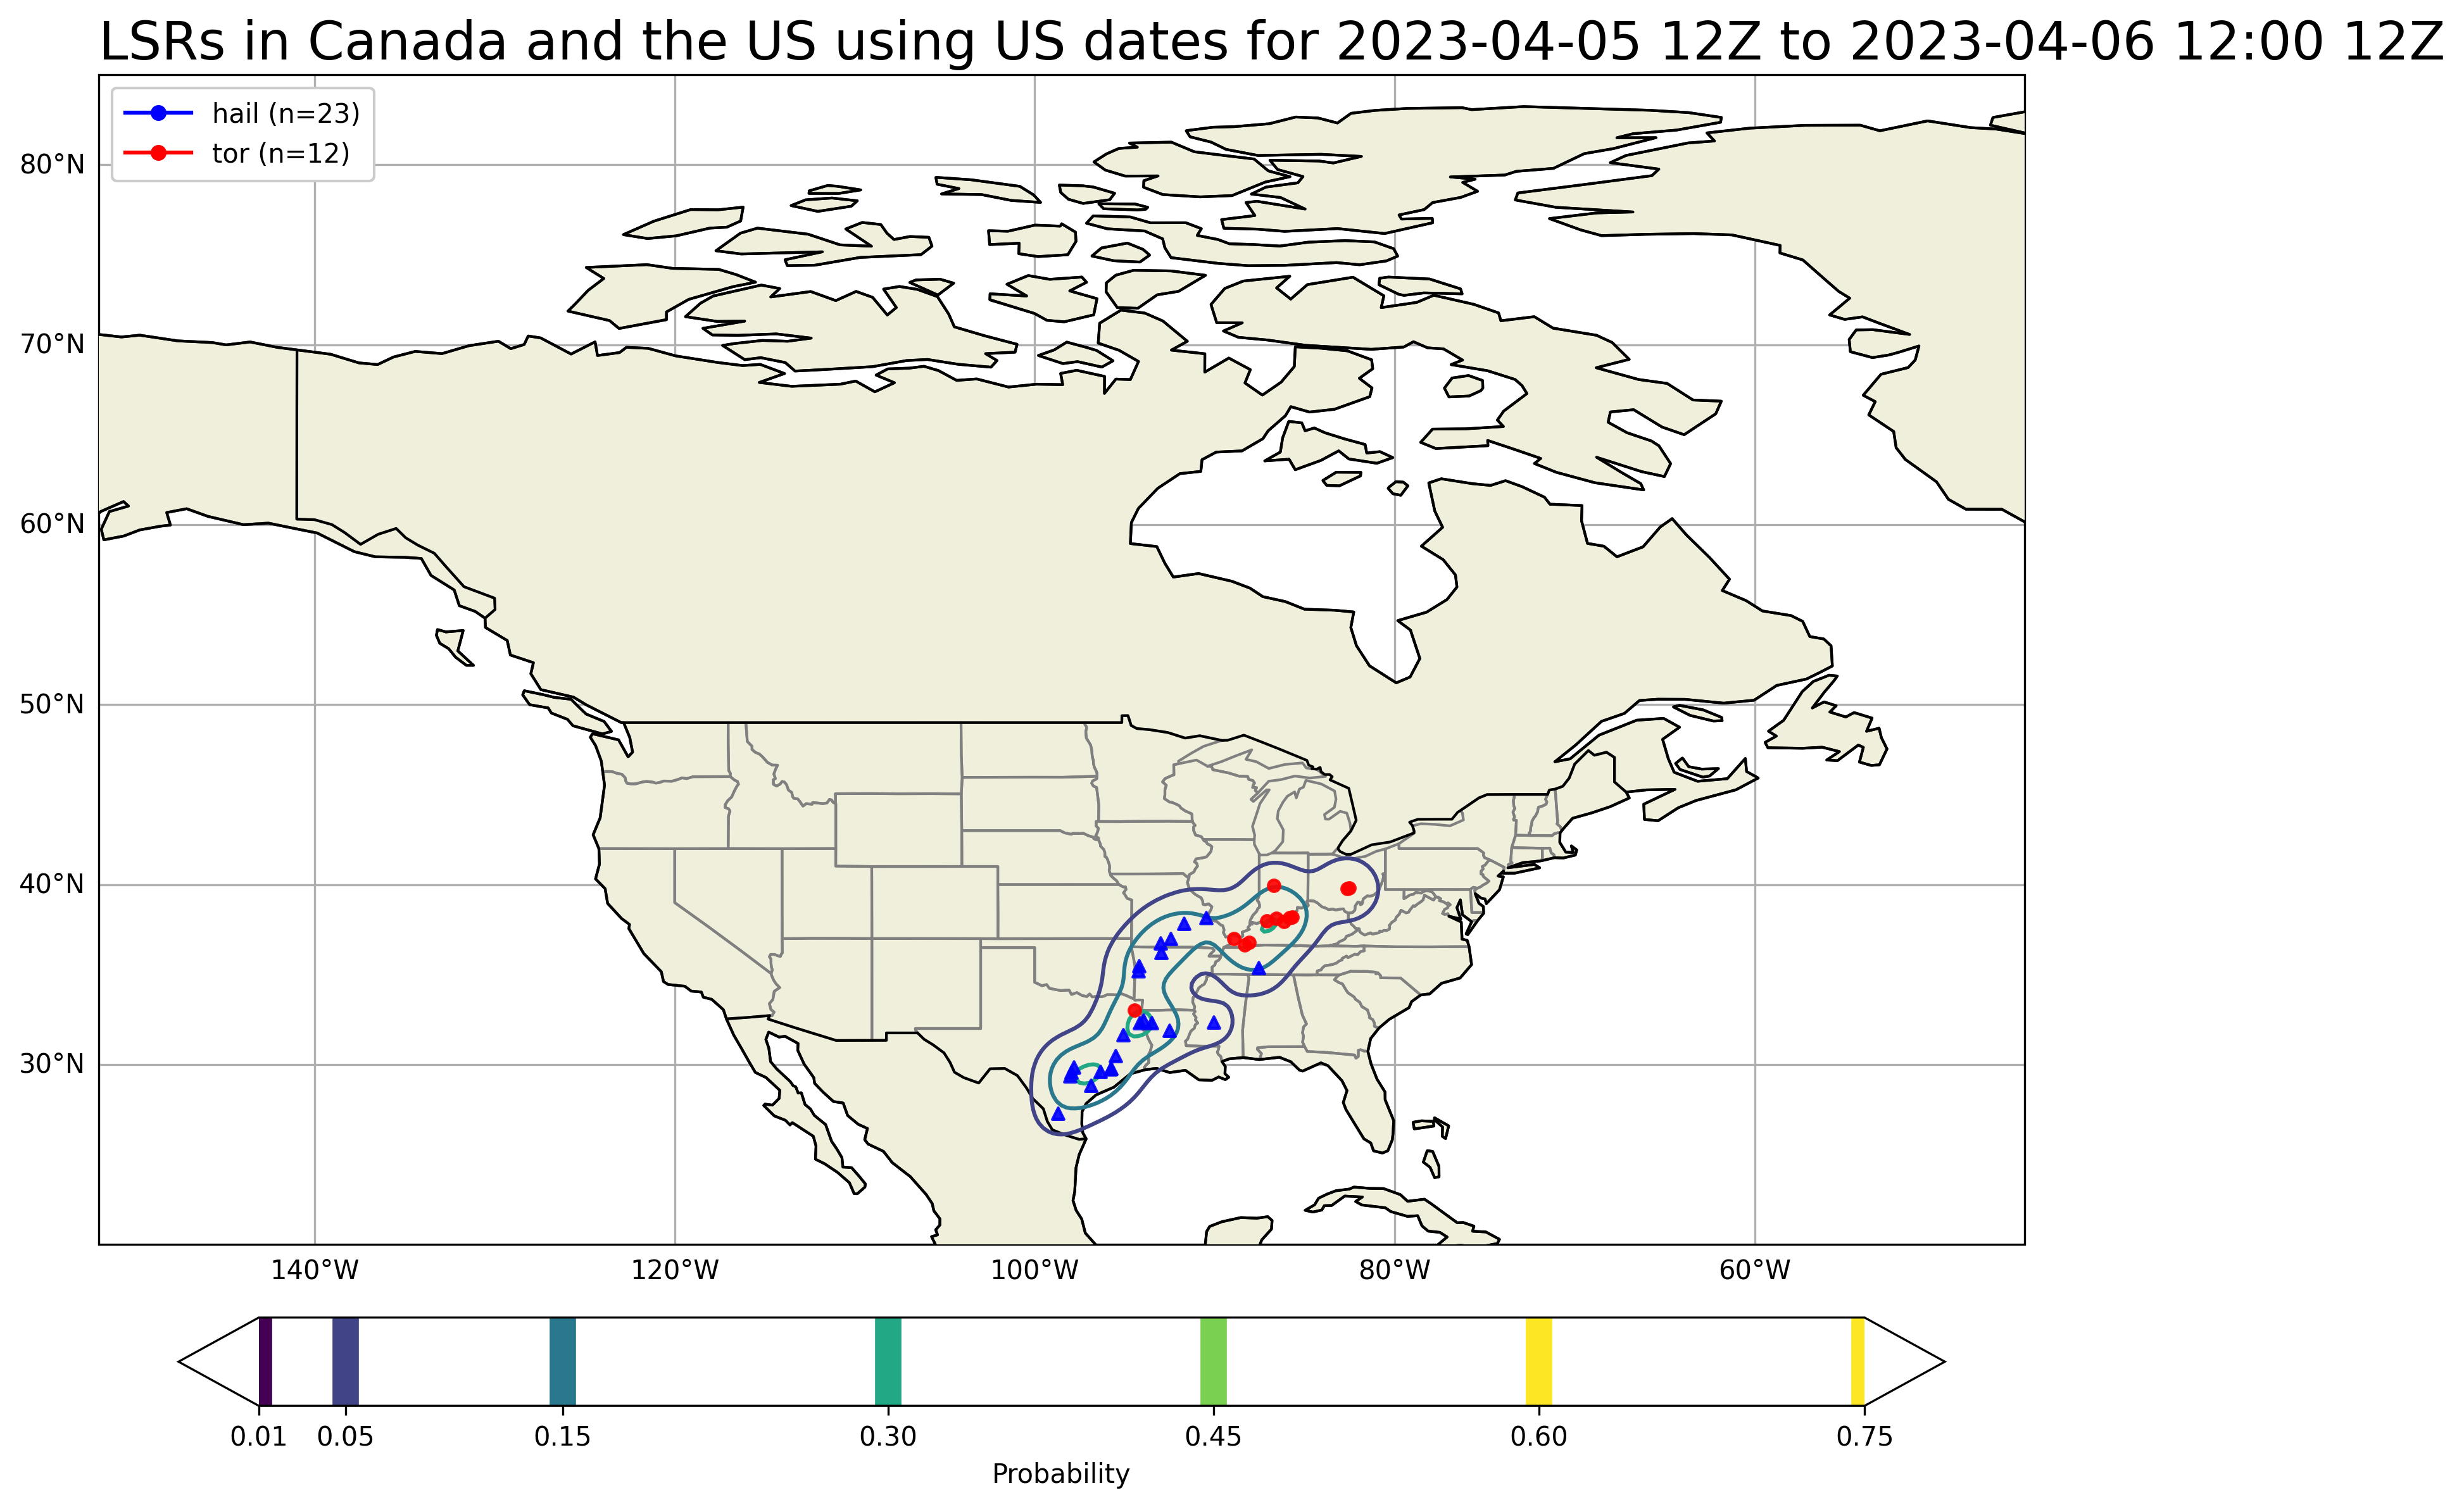 LSRs in Canada and the US using US dates for 2023-04-05 12Z to 2023-04-06 12:00 12Z
hail (n=23)
tor (n=12)
80°N
70°N
60°N
50°N
40°N
30°N
140°W 120°W 100°W 80°W 60°W
0.01 0.05 0.15 0.30 0.45 0.60 0.75
Probability